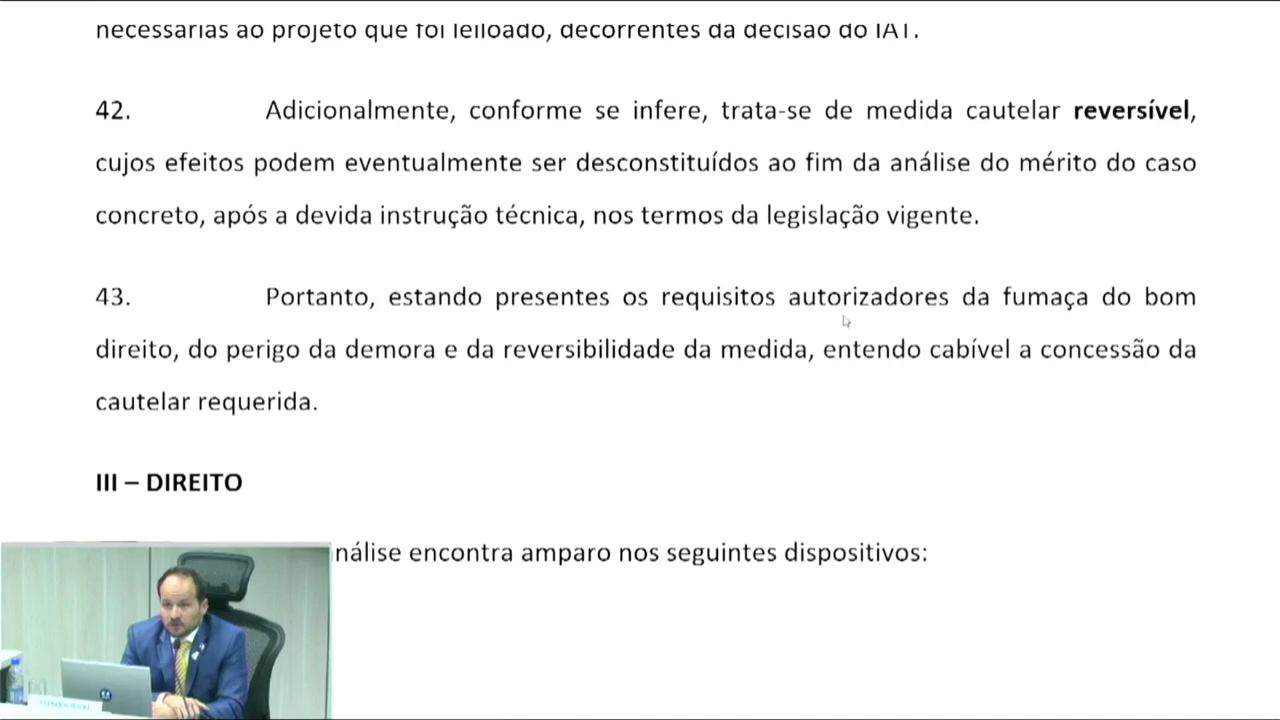 necessárias ao projeto que foi leiloado, decorrentes da decisão do IAT.
42. Adicionalmente, conforme se infere, trata-se de medida cautelar reversível,
cujos efeitos podem eventualmente ser desconstituídos ao fim da análise do mérito do caso
concreto, após a devida instrução técnica, nos termos da legislação vigente.
43. Portanto, estando presentes os requisitos autorizadores da fumaça do bom
direito, do perigo da demora e da reversibilidade da medida, entendo cabível a concessão da
cautelar requerida.
III – DIREITO
nálise encontra amparo nos seguintes dispositivos: